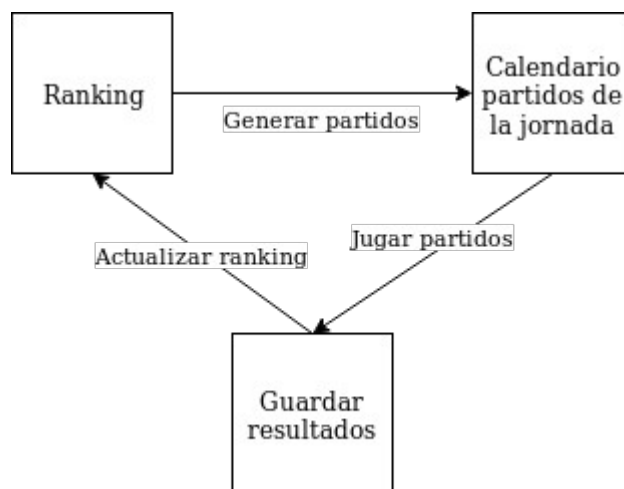 Ranking
Generar partidos
Calendario
partidos de
la jornada
Jugar partidos
Actualizar ranking
Guardar
resultados